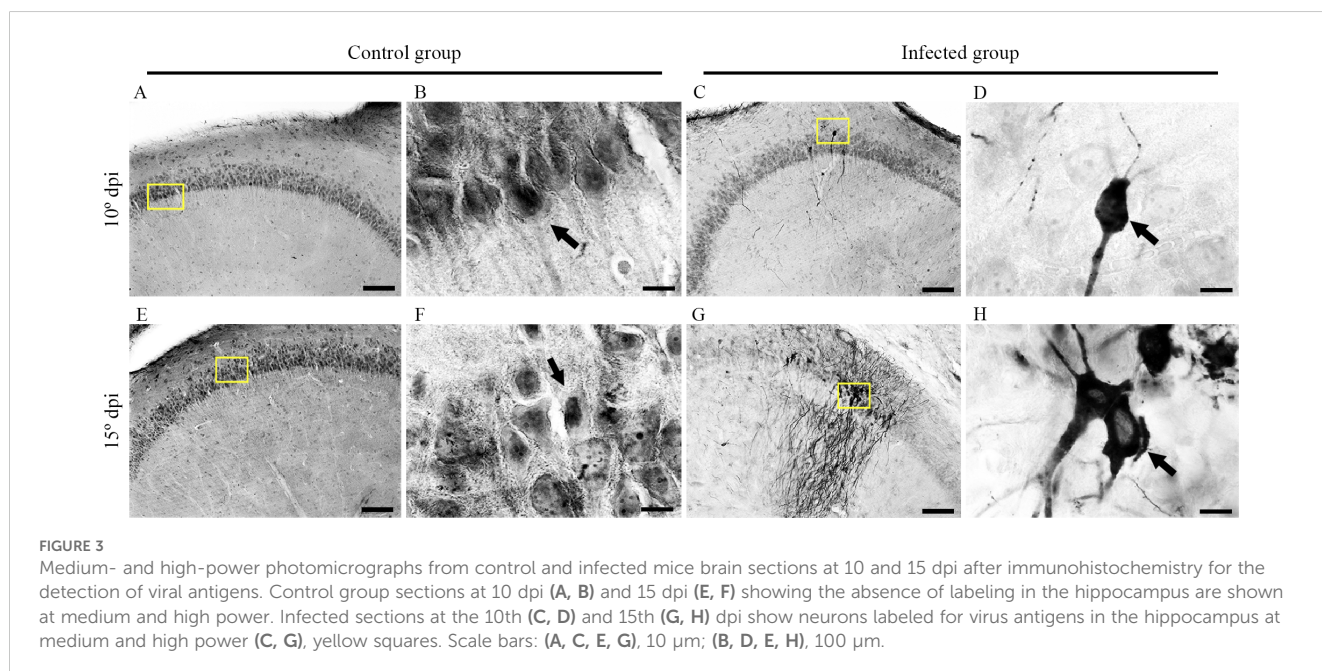 Control group
Infected group
A
B
C
D
10º dpi
E
F
G
H
15º dpi
FIGURE 3
Medium- and high-power photomicrographs from control and infected mice brain sections at 10 and 15 dpi after immunohistochemistry for the
detection of viral antigens. Control group sections at 10 dpi (A, B) and 15 dpi (E, F) showing the absence of labeling in the hippocampus are shown
at medium and high power. Infected sections at the 10th (C, D) and 15th (G, H) dpi show neurons labeled for virus antigens in the hippocampus at
medium and high power (C, G), yellow squares. Scale bars: (A, C, E, G), 10 µm; (B, D, E, H), 100 µm.